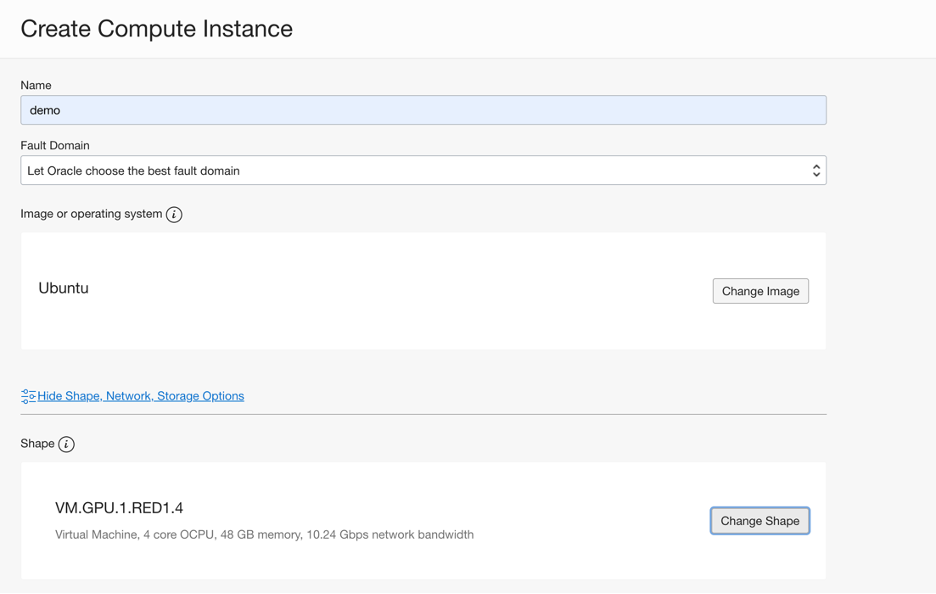 Create Compute Instance
Name
demo
Fault Domain
Let Oracle choose the best fault domain
Image or operating system i
Ubuntu
Change Image
Hide Shape, Network, Storage Options
Shape i
VM.GPU.1.RED1.4
Change Shape
Virtual Machine, 4 core OCPU, 48 GB memory, 10.24 Gbps network bandwidth